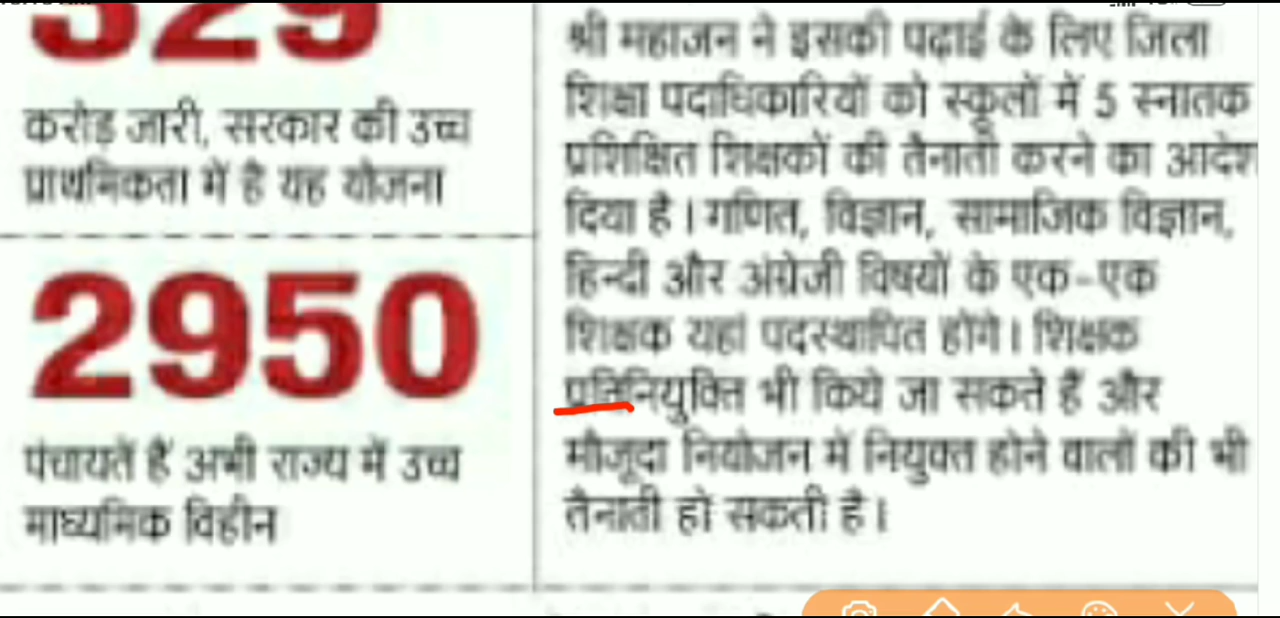 329
करोड़ जारी, सरकार की उच्च
प्राथमिकता में है यह योजना
2950
पंचायतें हैं अभी राज्य में उच्च
माध्यमिक विहीन
श्री महाजन ने इसकी पढ़ाई के लिए जिला
शिक्षा पदाधिकारियों को स्कूलों में 5 स्नातक
प्रशिक्षित शिक्षकों की तैनाती करने का आदेश
दिया है। गणित, विज्ञान, सामाजिक विज्ञान,
हिन्दी और अंग्रेजी विषयों के एक-एक
शिक्षक यहां पदस्थापित होंगे। शिक्षक
प्रतिनियुक्ति भी किये जा सकते हैं और
मौजूदा नियोजन में नियुक्त होने वालों की भी
तैनाती हो सकती है।